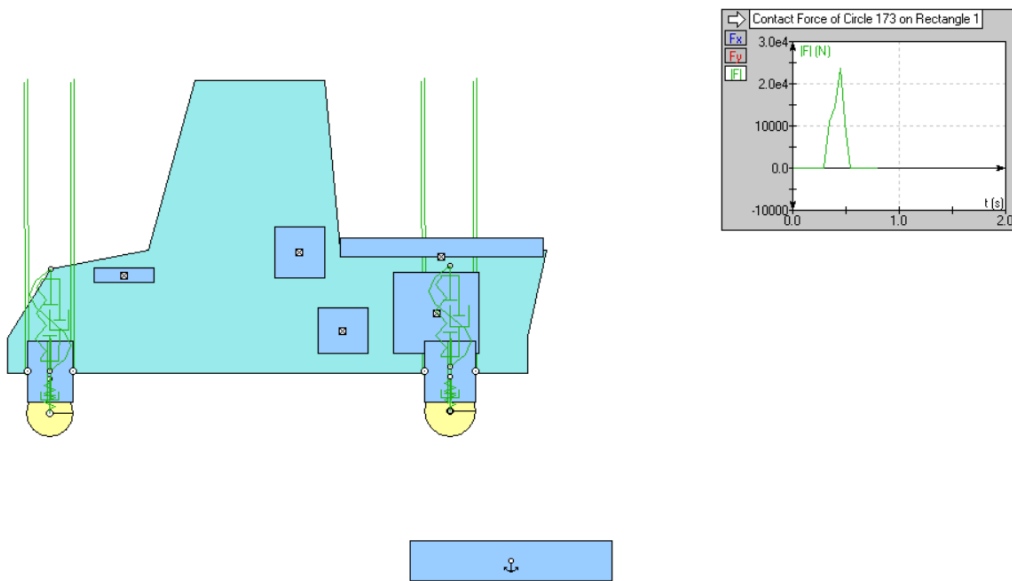 Contact Force of Circle 173 on Rectangle 1
Fx
Fy
|F|
3.0e4
|F| (N)
2.0e4
10000
0.0
-10000
t (s)
0.0
1.0
2.0